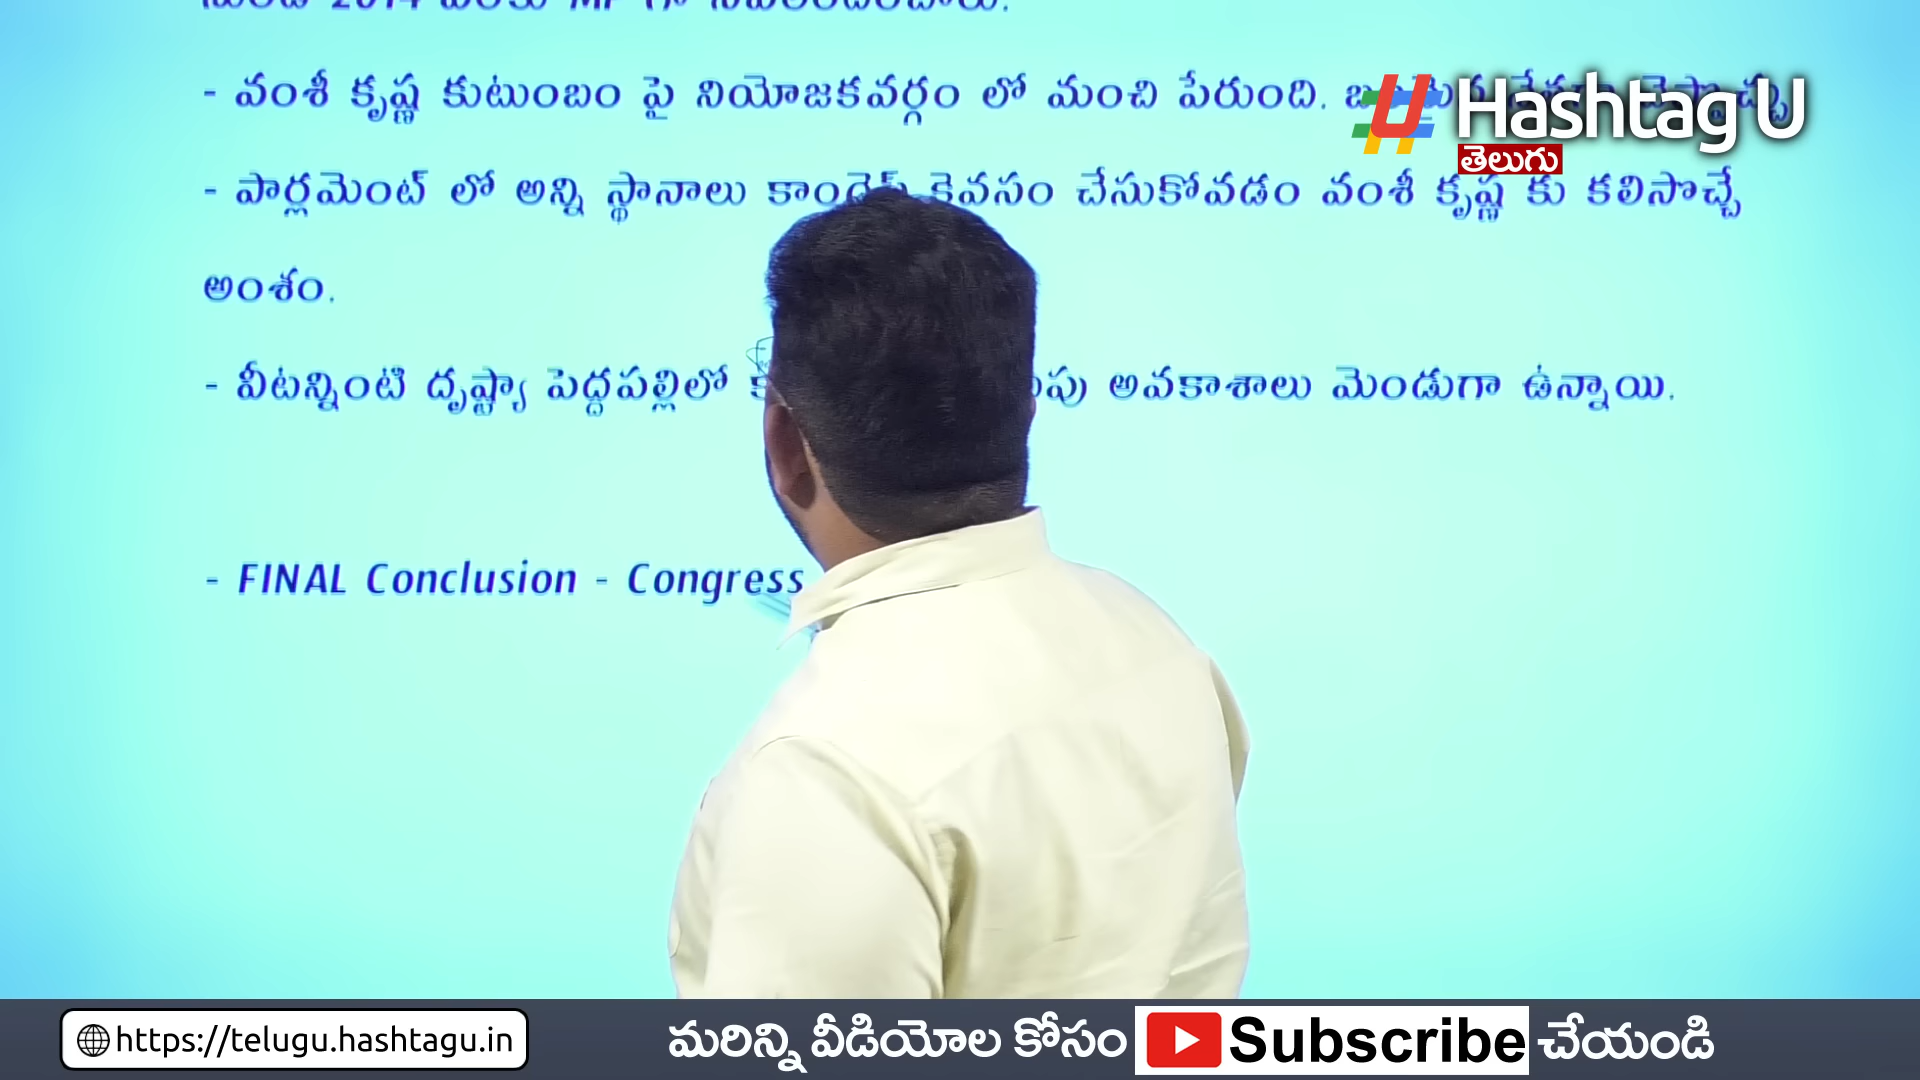 - వంశీ కృష్ణ కుటుంబం పై నియోజకవర్గం లో మంచి పేరుంది.
Hashtag U
తెలుగు
- పార్లమెంట్ లో అన్ని స్థానాలు కైవసం చేసుకోవడం వంశీ కృష్ణ కు కలిసొచ్చే
అంశం.
- వీటన్నింటి దృష్ట్యా పెద్దపల్లిలో అవకాశాలు మెండుగా ఉన్నాయి.
- FINAL Conclusion - Congress
https://telugu.hashtagu.in
మరిన్ని వీడియోల కోసం Subscribe చేయండి